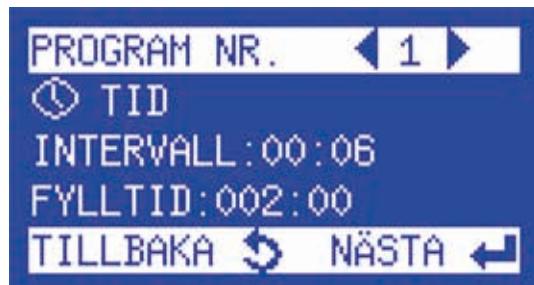 PROGRAM NR. 1
TID
INTERVALL:00:06
FYLLTID:002:00
TILLBAKA NÄSTA